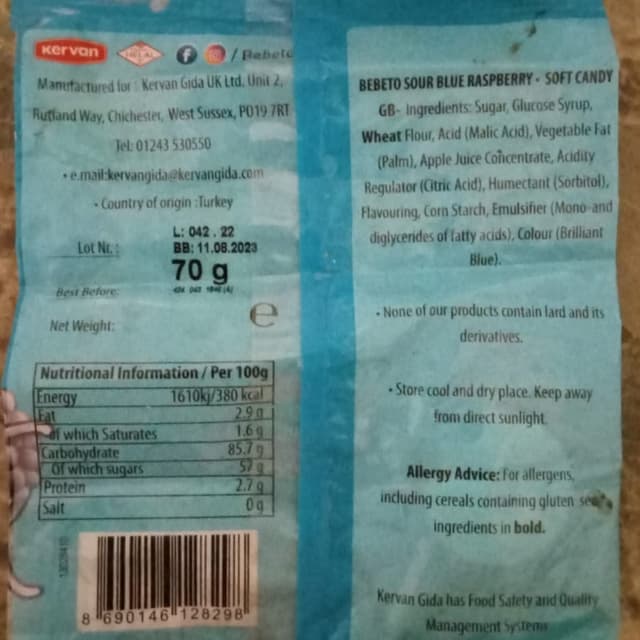 Kervan
HALAL
f
/ Bebeto
Manufactured for : Kervan Gida UK Ltd. Unit 2,
Rutland Way, Chichester, West Sussex, PO19 7RT
Tel: 01243 530550
• e.mail:kervangida@kervangida.com
- Country of origin :Turkey
Lot Nr. :
L: 042 . 22
BB: 11.08.2023
70 g
Best Before:
Net Weight:
e
Nutritional Information / Per 100g
Energy 1610kj/380 kcal
Fat 2.9 g
of which Saturates 1.6 g
Carbohydrate 85.7 g
Of which sugars 57 g
Protein 2.7 g
Salt 0 g
8 690146 128298
BEBETO SOUR BLUE RASPBERRY - SOFT CANDY
GB- Ingredients: Sugar, Glucose Syrup,
Wheat Flour, Acid (Malic Acid), Vegetable Fat
(Palm), Apple Juice Concentrate, Acidity
Regulator (Citric Acid), Humectant (Sorbitol),
Flavouring, Corn Starch, Emulsifier (Mono-and
diglycerides of fatty acids), Colour (Brilliant
Blue).
• None of our products contain lard and its
derivatives.
• Store cool and dry place. Keep away
from direct sunlight.
Allergy Advice: For allergens,
including cereals containing gluten see
ingredients in bold.
Kervan Gida has Food Safety and Quality
Management Systems